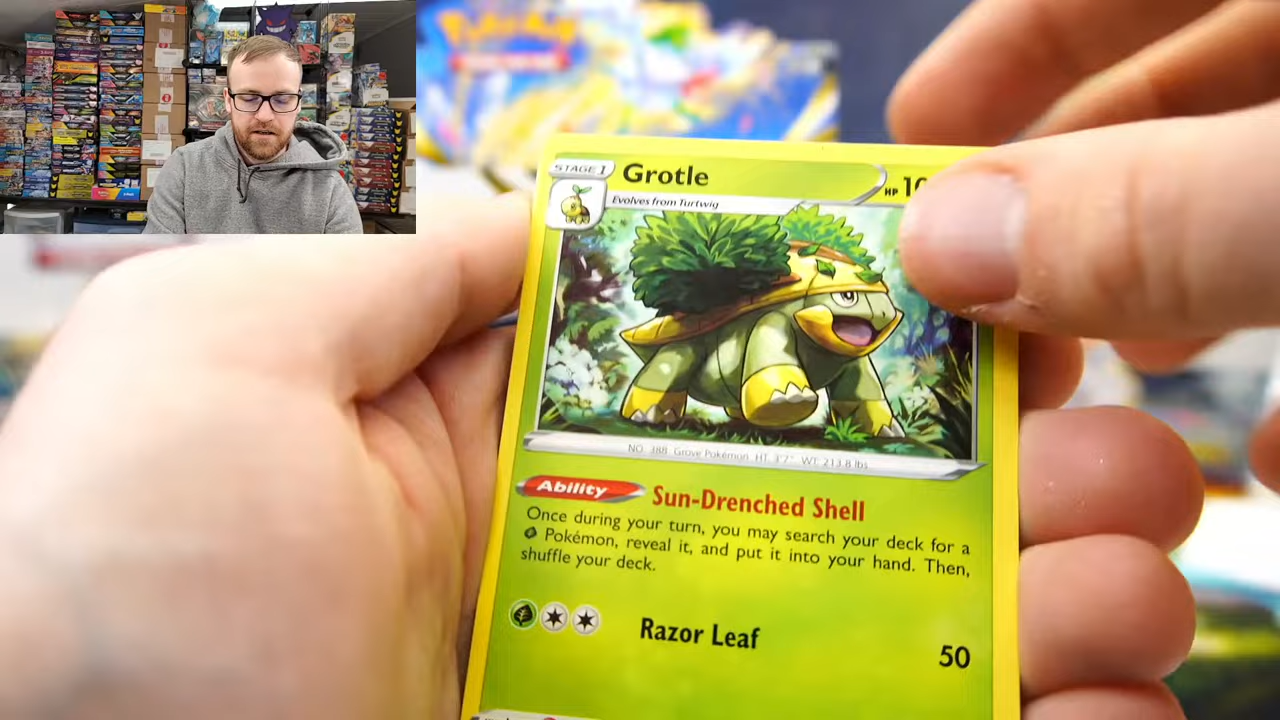 STAGE 1
Grotle
HP 10
Evolves from Turtwig
NO. 388 Grove Pokémon HT: 3'7" WT: 213.8 lbs
Ability
Sun-Drenched Shell
Once during your turn, you may search your deck for a
Pokémon, reveal it, and put it into your hand. Then,
shuffle your deck.
Razor Leaf
50